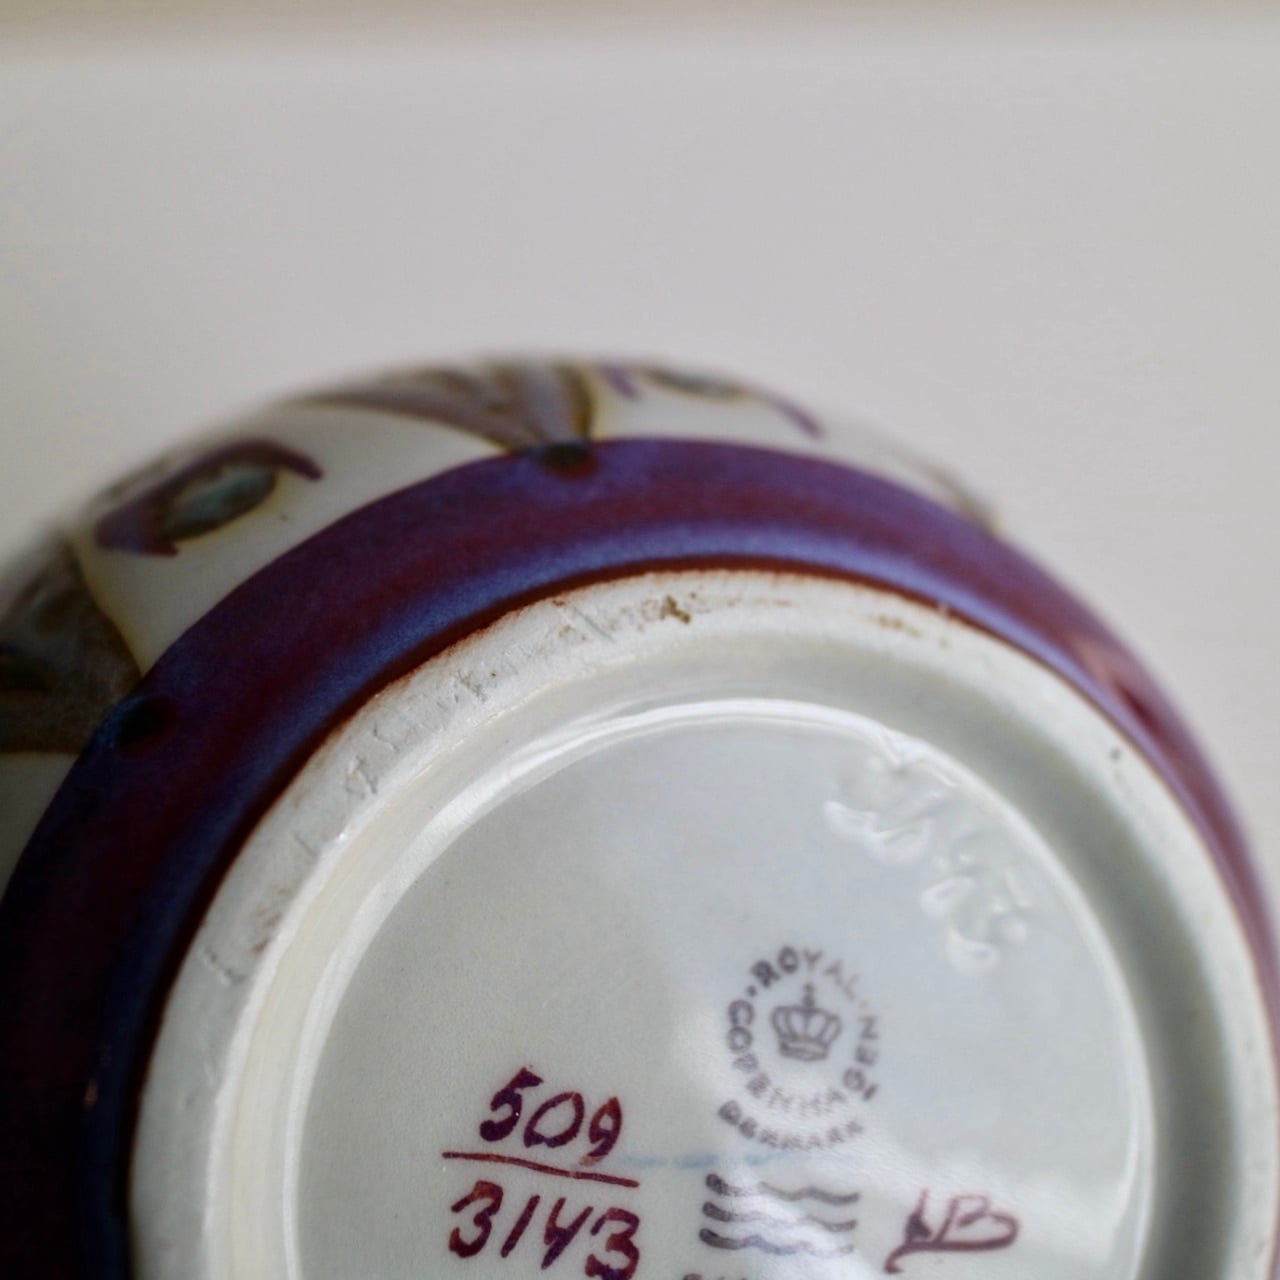 ROYAL COPENHAGEN
DENMARK
509
3143